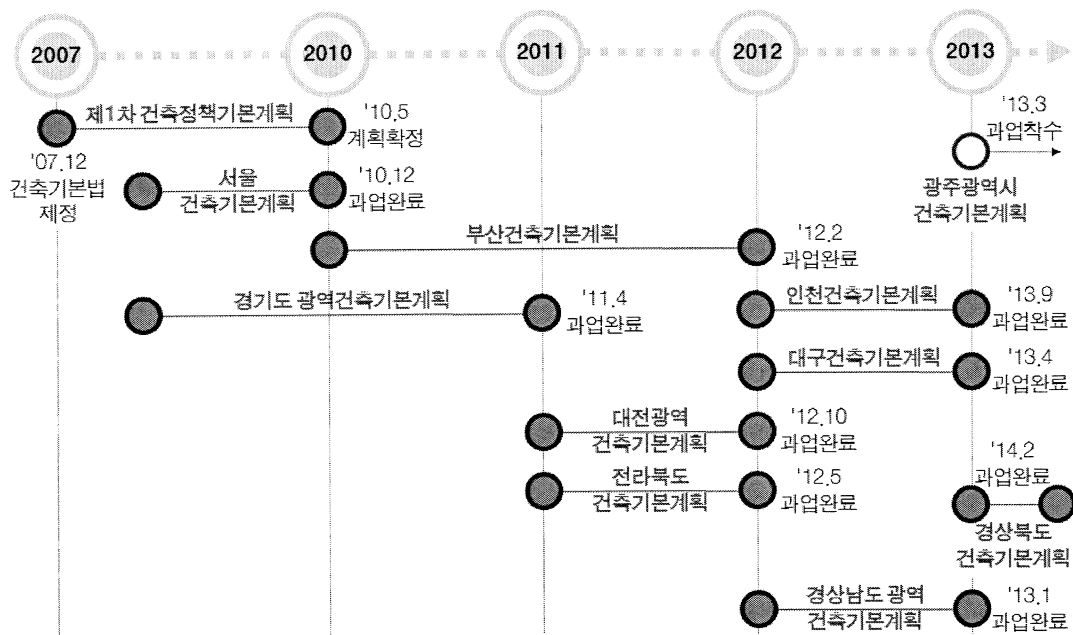 2007
2010
2011
2012
2013
제1차 건축정책기본계획
'10.5
계획확정
'07.12
건축기본법
제정
'13.3
과업착수
광주광역시
건축기본계획
서울
건축기본계획
'10.12
과업완료
부산건축기본계획
'12.2
과업완료
경기도 광역건축기본계획
'11.4
과업완료
인천건축기본계획
'13.9
과업완료
대구건축기본계획
'13.4
과업완료
대전광역
건축기본계획
'12.10
과업완료
전라북도
건축기본계획
'12.5
과업완료
'14.2
과업완료
경상북도
건축기본계획
경상남도 광역
건축기본계획
'13.1
과업완료